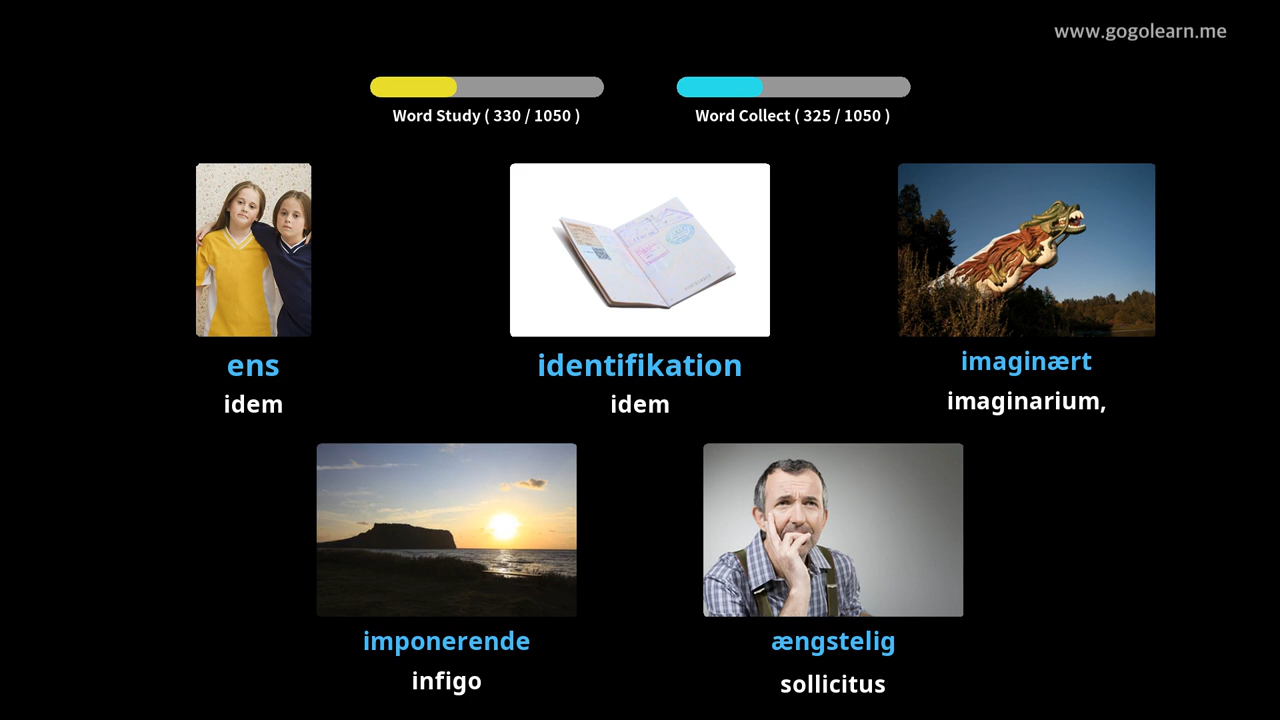 www.gogolearn.me
Word Study ( 330 / 1050 )
Word Collect ( 325 / 1050 )
ens
idem
identifikation
idem
imaginært
imaginarium,
imponerende
infigo
ængstelig
sollicitus